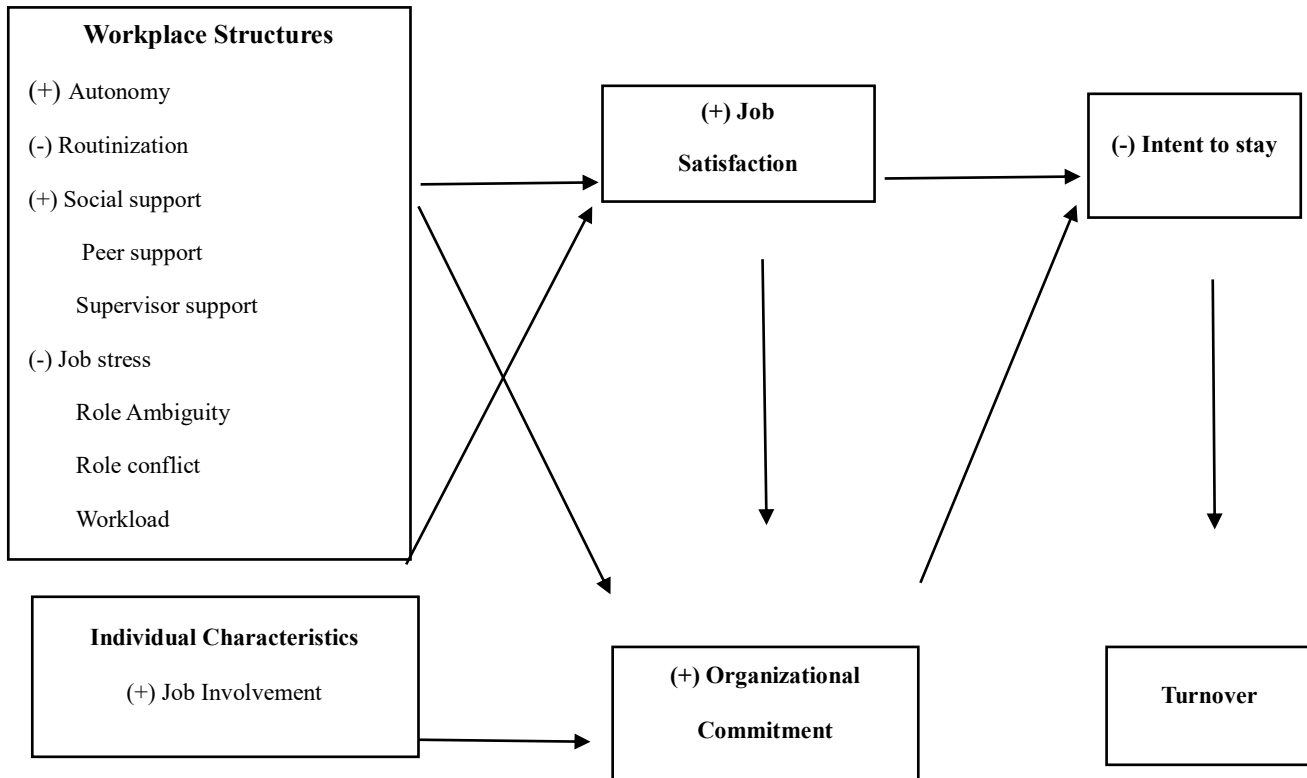 Workplace Structures
(+) Autonomy
(-) Routinization
(+) Social support
Peer support
Supervisor support
(-) Job stress
Role Ambiguity
Role conflict
Workload
Individual Characteristics
(+) Job Involvement
(+) Job
Satisfaction
(+) Organizational
Commitment
(-) Intent to stay
Turnover